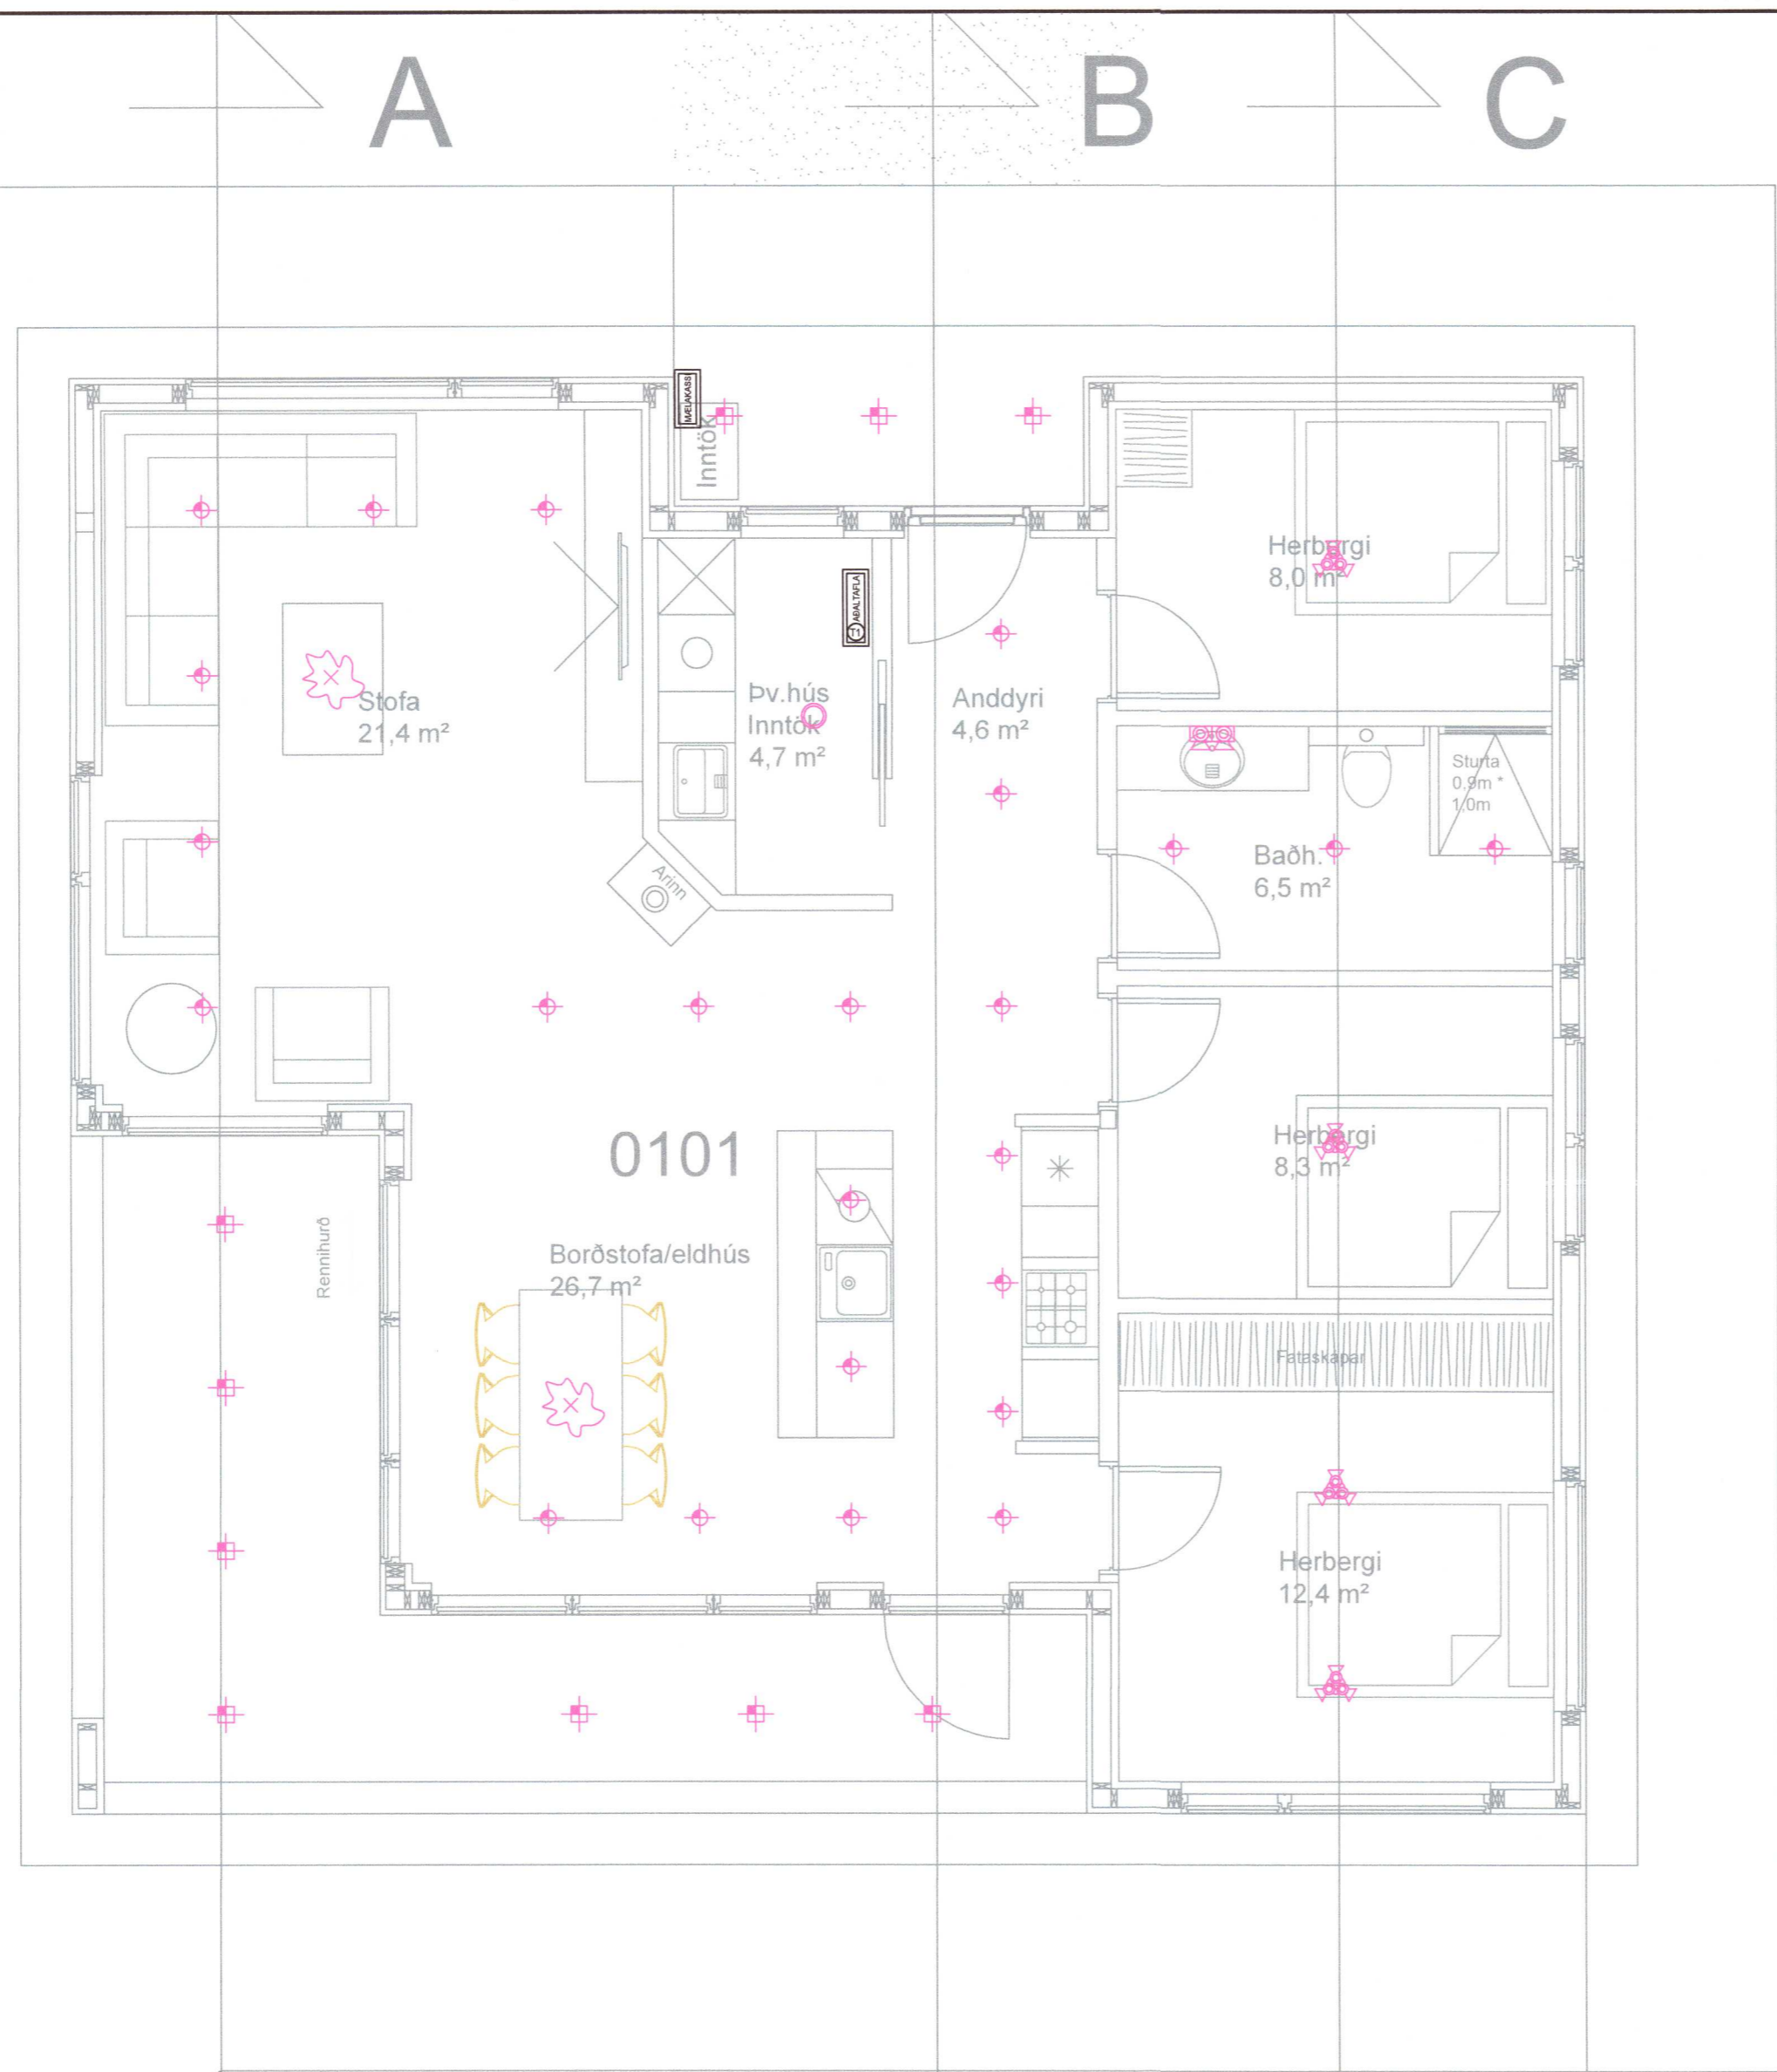 A
B
C
MÆLAKASSI
Inntök
AÐALTAFLA
Herbergi
8,0 m²
Stofa
21,4 m²
Þv.hús
Inntök
4,7 m²
Anddyri
4,6 m²
Sturta
0,9m *
1,0m
Baðh.
6,5 m²
Arinn
0101
Herbergi
8,3 m²
Rennihurð
Borðstofa/eldhús
26,7 m²
Fataskápar
Herbergi
12,4 m²